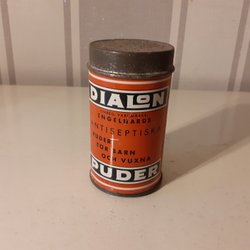 DIALON
ENGELHARDS
ANTISEPTISKA
PUDER
FÖR BARN
OCH VUXNA
PUDER